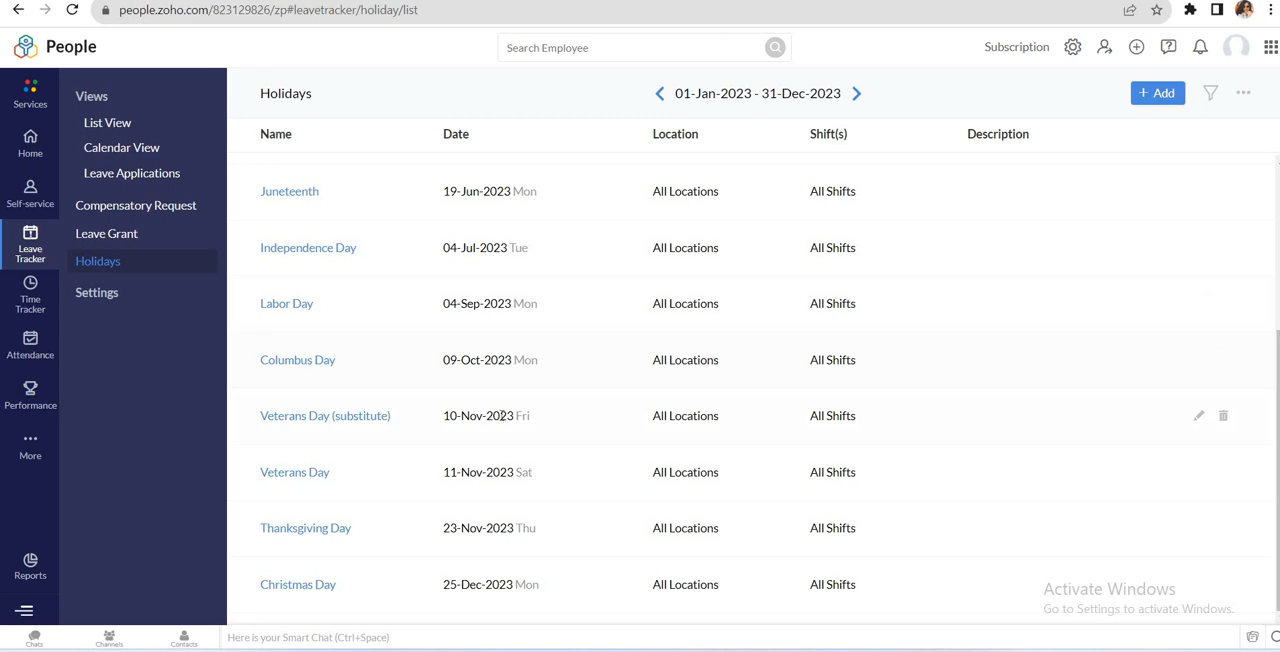 people.zoho.com/823129826/zp#leavetracker/holiday/list
People
Search Employee
Subscription
Services
Home
Self-service
Leave
Tracker
Time
Tracker
Attendance
Performance
More
Reports
Views
List View
Calendar View
Leave Applications
Compensatory Request
Leave Grant
Holidays
Settings
Holidays 01-Jan-2023 - 31-Dec-2023 + Add
Name Date Location Shift(s) Description
Juneteenth 19-Jun-2023 Mon All Locations All Shifts
Independence Day 04-Jul-2023 Tue All Locations All Shifts
Labor Day 04-Sep-2023 Mon All Locations All Shifts
Columbus Day 09-Oct-2023 Mon All Locations All Shifts
Veterans Day (substitute) 10-Nov-2023 Fri All Locations All Shifts
Veterans Day 11-Nov-2023 Sat All Locations All Shifts
Thanksgiving Day 23-Nov-2023 Thu All Locations All Shifts
Christmas Day 25-Dec-2023 Mon All Locations All Shifts
Activate Windows
Go to Settings to activate Windows.
Chats Channels Contacts
Here is your Smart Chat (Ctrl+Space)